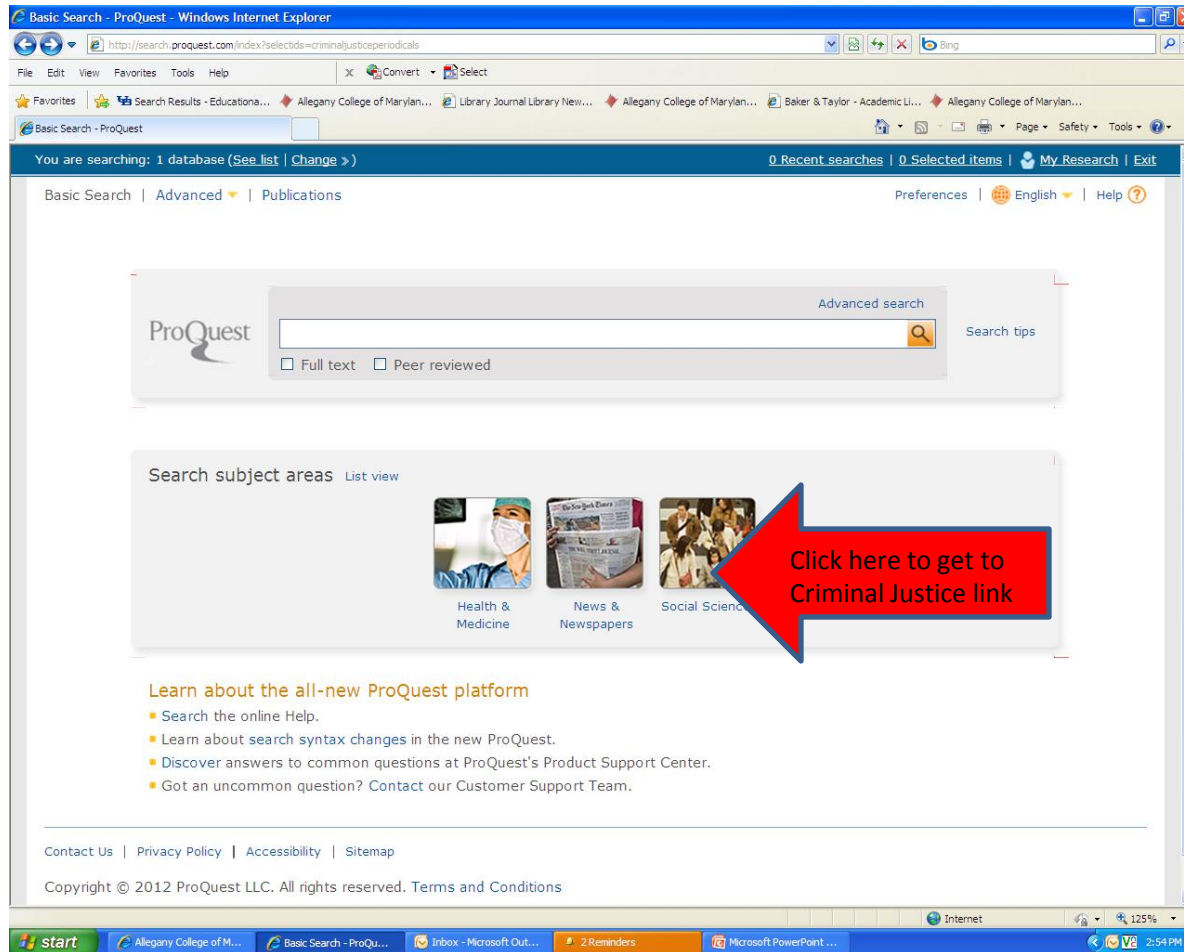 Basic Search - ProQuest - Windows Internet Explorer
http://search.proquest.com/index?selectids=criminaljusticeperiodicals
Bing
File Edit View Favorites Tools Help
x Convert Select
Favorites Search Results - Educationa... Allegany College of Marylan... Library Journal Library New... Allegany College of Marylan... Baker & Taylor - Academic Li... Allegany College of Marylan...
Basic Search - ProQuest
Page Safety Tools
You are searching: 1 database (See list | Change »)
0 Recent searches | 0 Selected items | My Research | Exit
Basic Search | Advanced | Publications
Preferences | English | Help ?
Advanced search
ProQuest
Search tips
Full text Peer reviewed
Search subject areas List view
The New York Times
Click here to get to
Criminal Justice link
Health &
Medicine
News &
Newspapers
Social Science
Learn about the all-new ProQuest platform
Search the online Help.
Learn about search syntax changes in the new ProQuest.
Discover answers to common questions at ProQuest's Product Support Center.
Got an uncommon question? Contact our Customer Support Team.
Contact Us | Privacy Policy | Accessibility | Sitemap
Copyright © 2012 ProQuest LLC. All rights reserved. Terms and Conditions
Internet
125%
start
Allegany College of M...
Basic Search - ProQu...
Inbox - Microsoft Out...
2 Reminders
Microsoft PowerPoint ...
2:54 PM